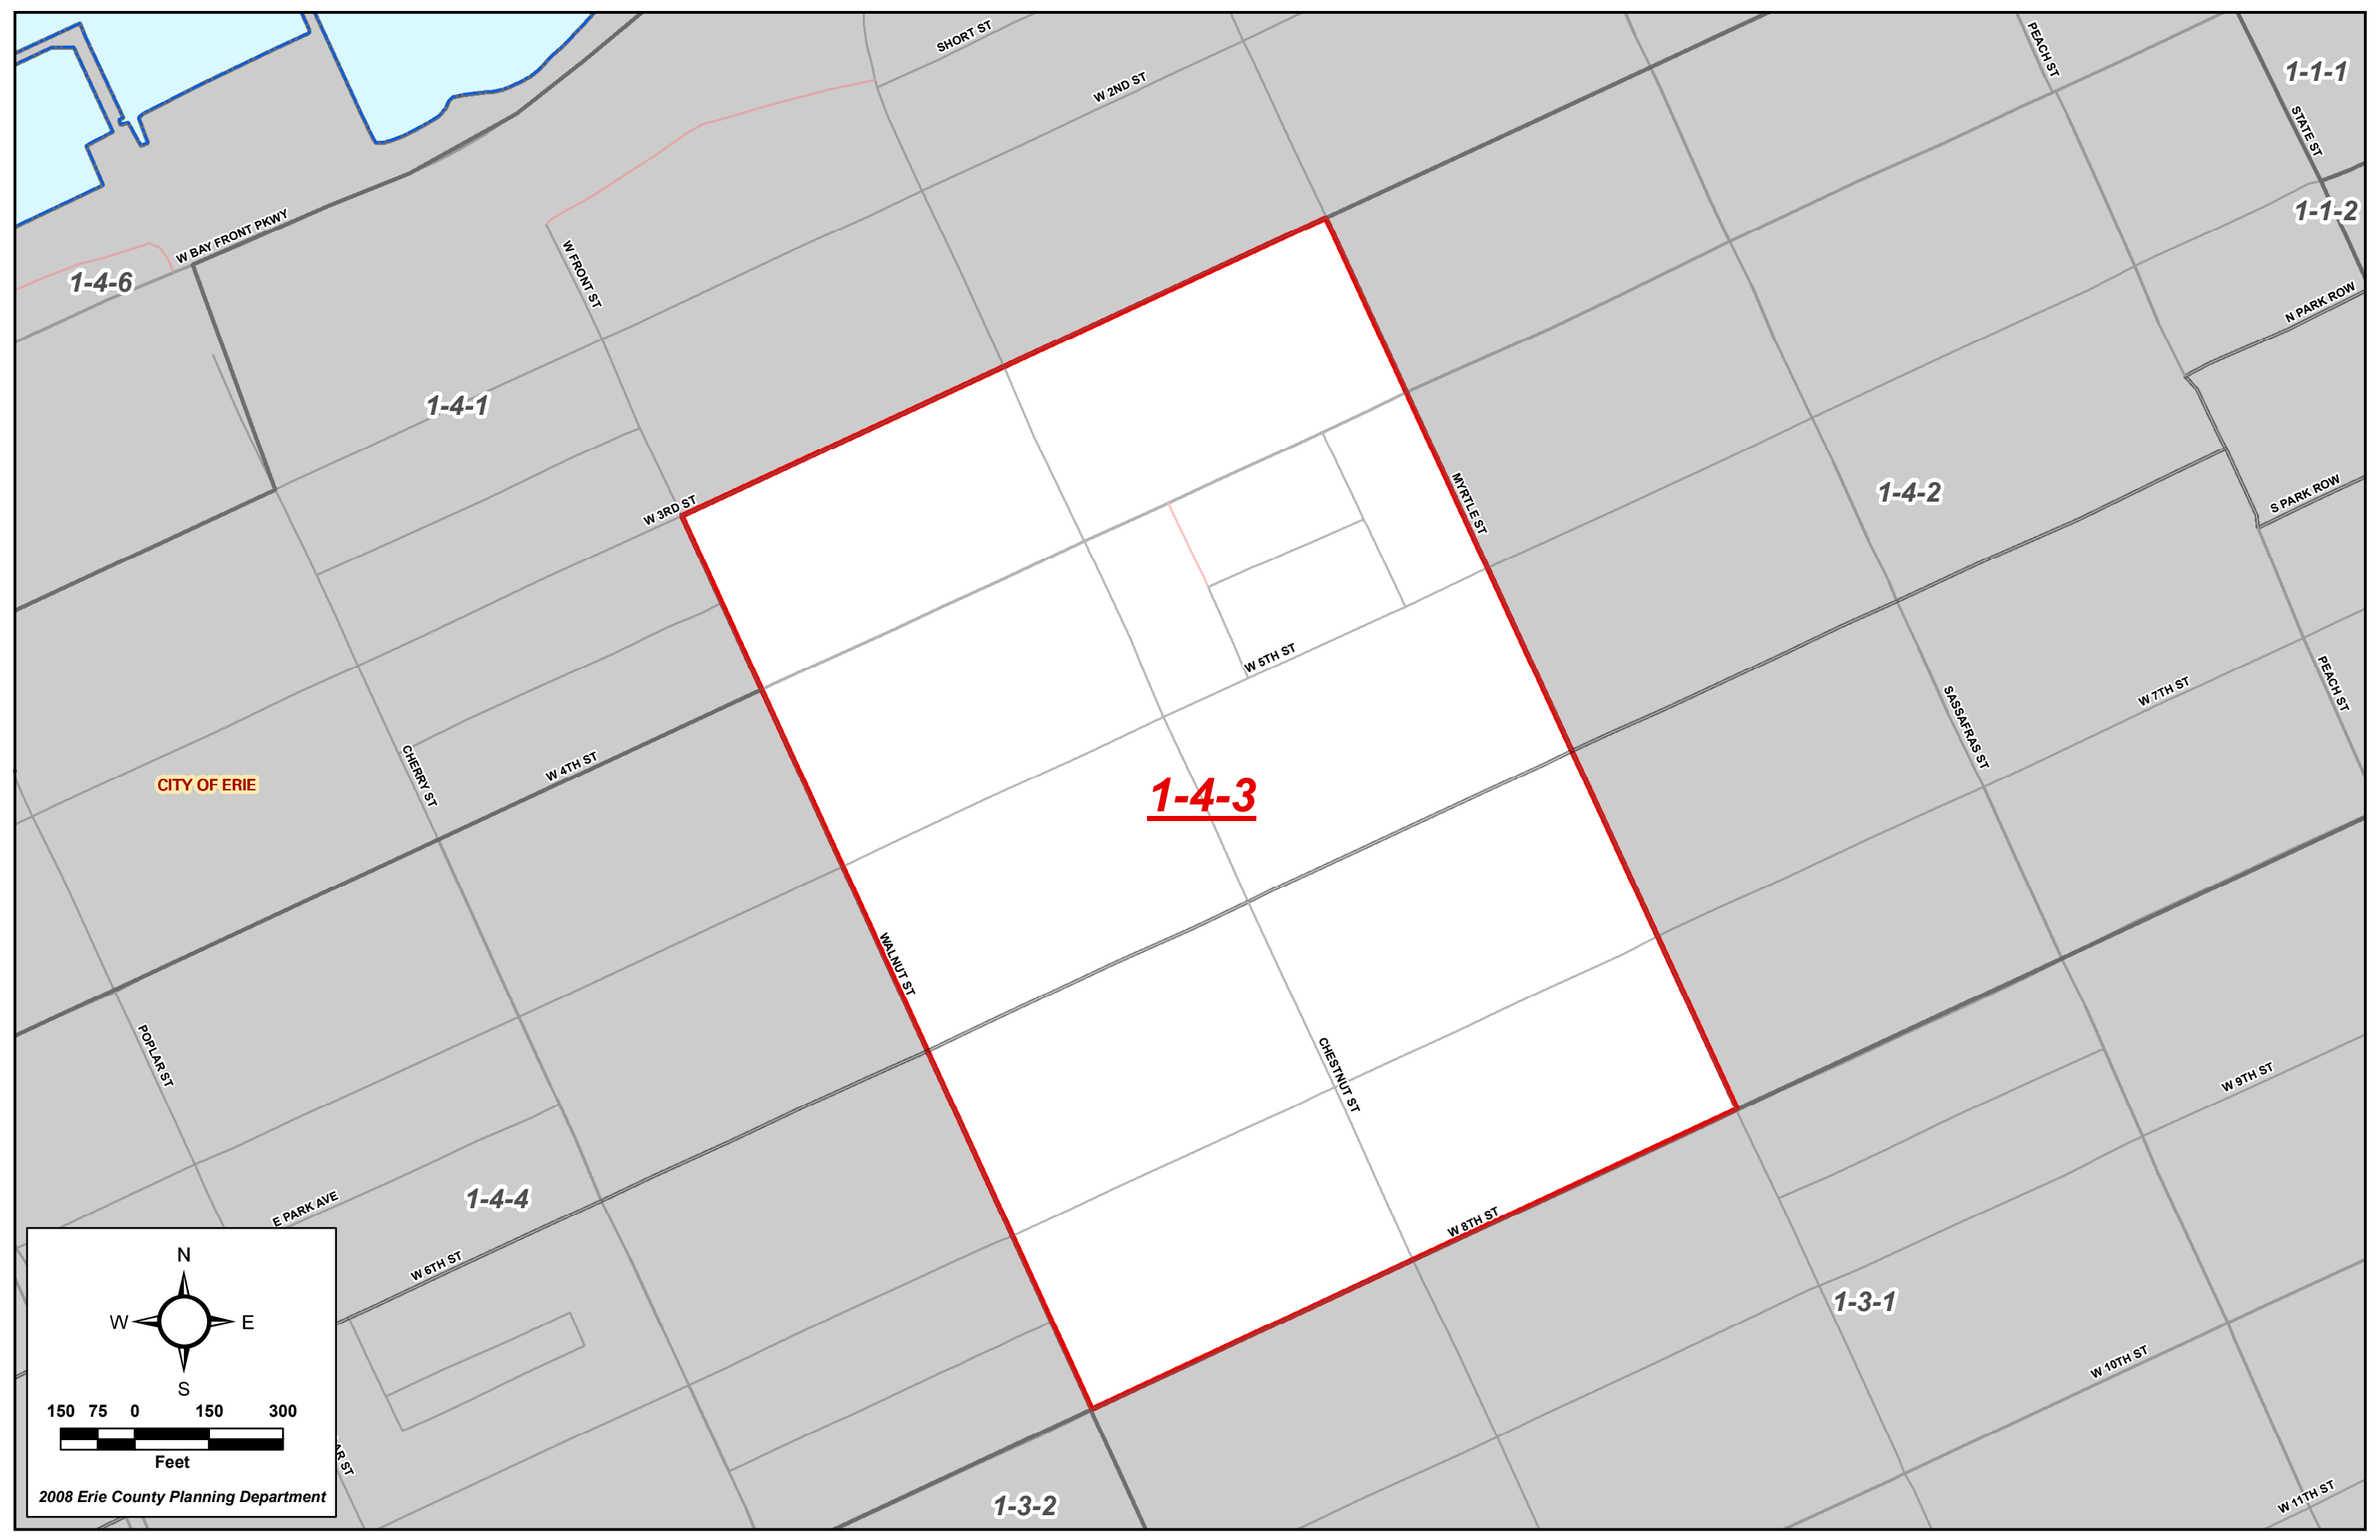 SHORT ST
PEACH ST
1-1-1
W 2ND ST
STATE ST
1-1-2
W BAY FRONT PKWY
W FRONT ST
1-4-6
N PARK ROW
1-4-1
MYRTLE ST
1-4-2
S PARK ROW
W 3RD ST
W 5TH ST
PEACH ST
W 7TH ST
SASSAFRAS ST
W 4TH ST
CHERRY ST
CITY OF ERIE
1-4-3
WALNUT ST
POPLAR ST
CHESTNUT ST
W 9TH ST
1-4-4
E PARK AVE
W 8TH ST
W 6TH ST
1-3-1
N
W E
S
W 10TH ST
150 75 0 150 300
Feet
AR ST
2008 Erie County Planning Department
1-3-2
W 11TH ST